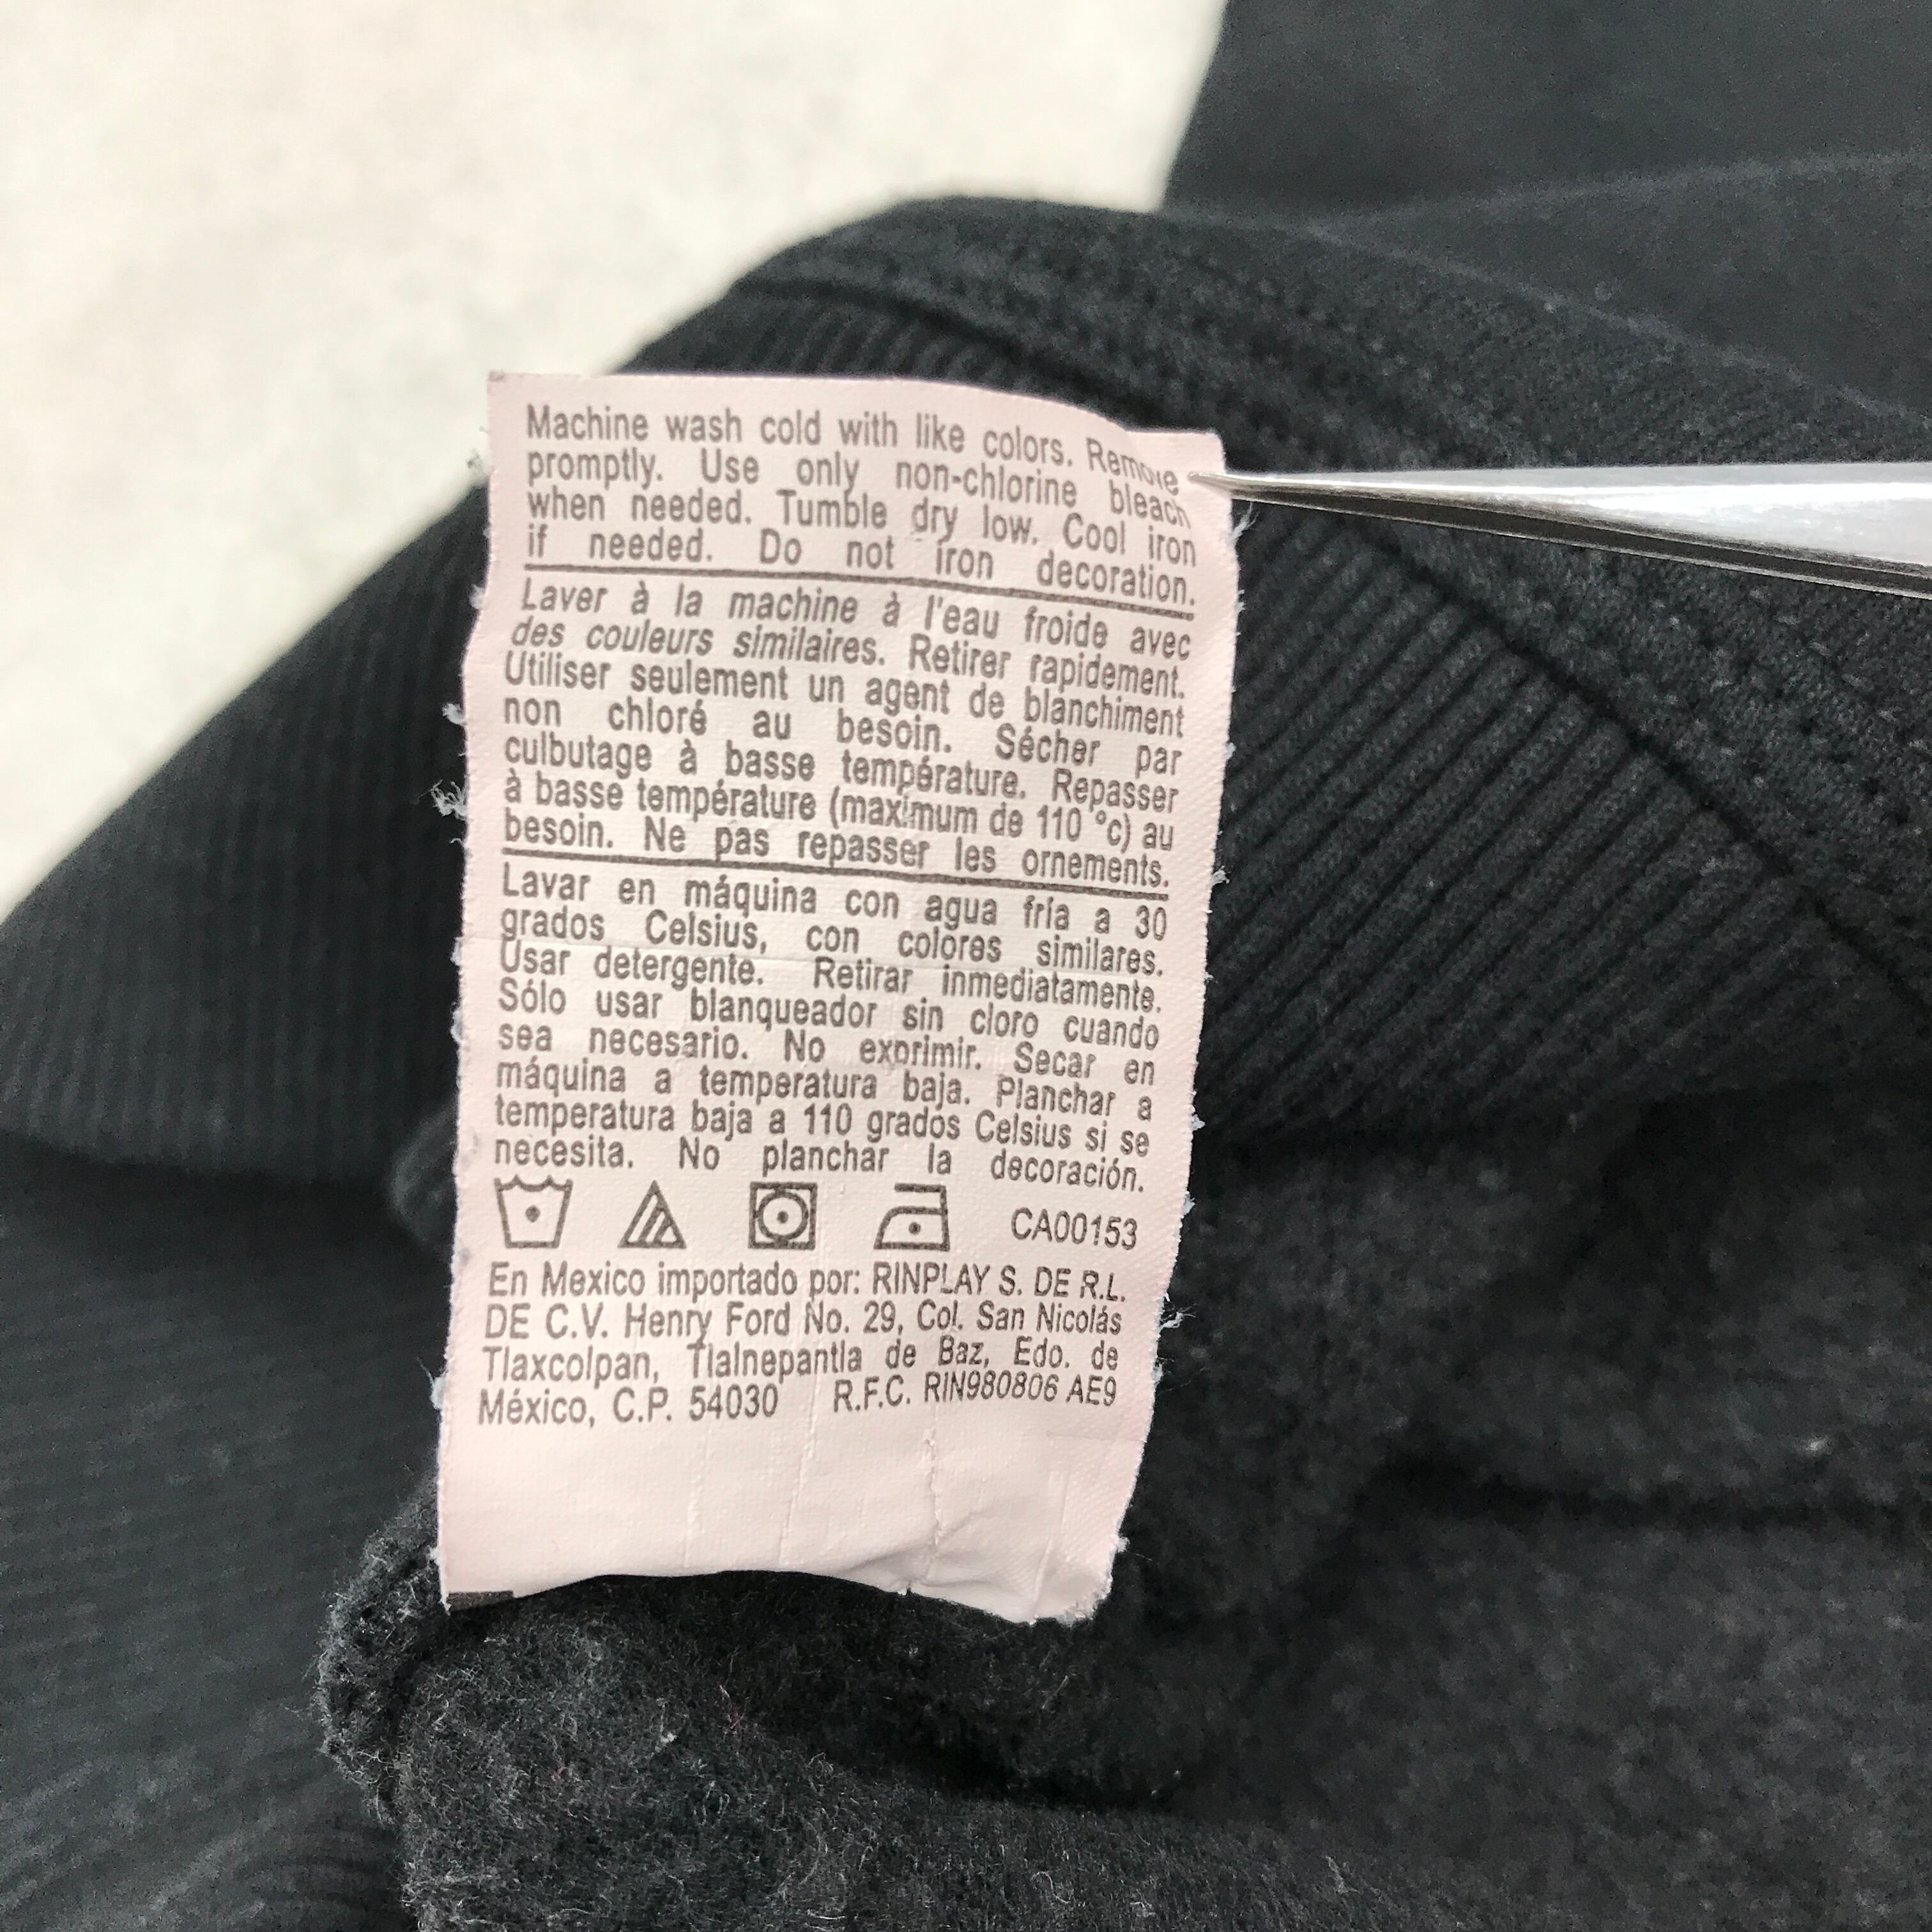 Machine wash cold with like colors. Remove
promptly. Use only non-chlorine bleach
when needed. Tumble dry low. Cool iron
if needed. Do not iron decoration.
Laver à la machine à l'eau froide avec
des couleurs similaires. Retirer rapidement.
Utiliser seulement un agent de blanchiment
non chloré au besoin. Sécher par
culbutage à basse température. Repasser
à basse température (maximum de 110 °c) au
besoin. Ne pas repasser les ornements.
Lavar en máquina con agua fría a 30
grados Celsius, con colores similares.
Usar detergente. Retirar inmediatamente.
Sólo usar blanqueador sin cloro cuando
sea necesario. No exprimir. Secar en
máquina a temperatura baja. Planchar a
temperatura baja a 110 grados Celsius si se
necesita. No planchar la decoración.
CA00153
En Mexico importado por: RINPLAY S. DE R.L.
DE C.V. Henry Ford No. 29, Col. San Nicolás
Tlaxcolpan, Tlalnepantla de Baz, Edo. de
México, C.P. 54030 R.F.C. RIN980806 AE9